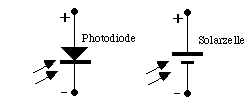 + +
Photodiode Solarzelle
- -